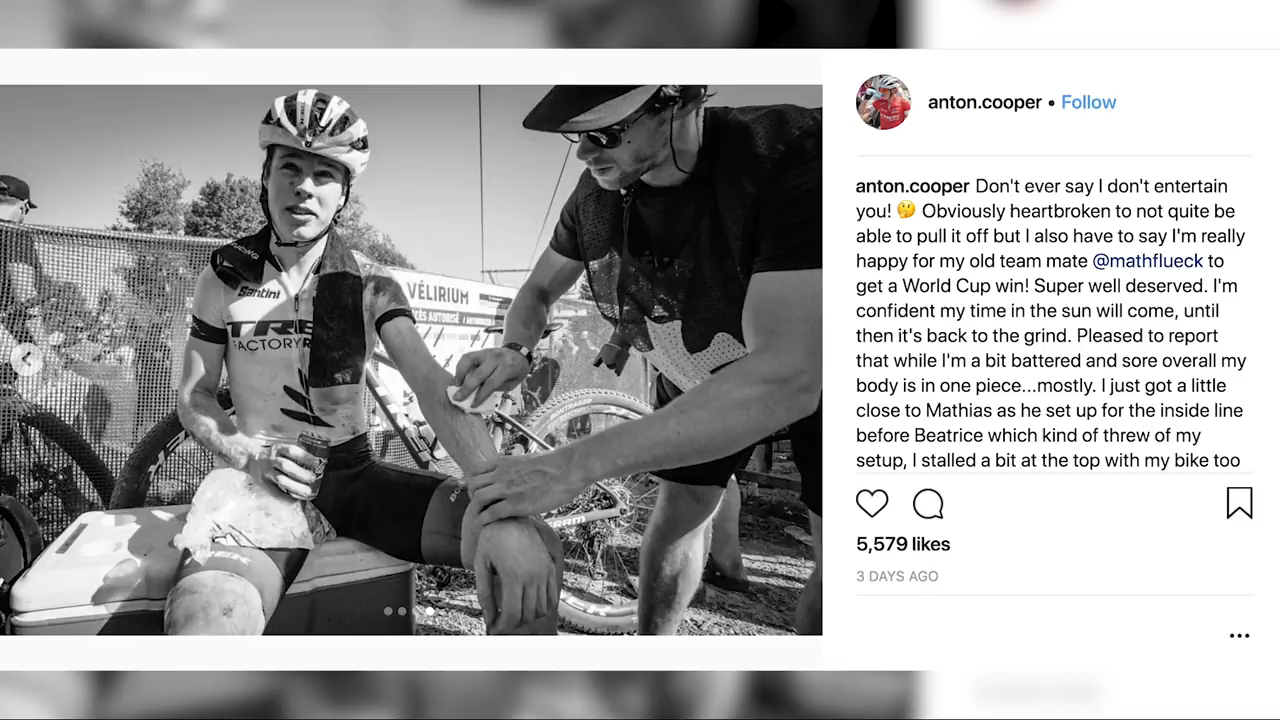 anton.cooper • Follow
anton.cooper Don't ever say I don't entertain
you! 🤔 Obviously heartbroken to not quite be
able to pull it off but I also have to say I'm really
happy for my old team mate @mathflueck to
get a World Cup win! Super well deserved. I'm
confident my time in the sun will come, until
then it's back to the grind. Pleased to report
that while I'm a bit battered and sore overall my
body is in one piece...mostly. I just got a little
close to Mathias as he set up for the inside line
before Beatrice which kind of threw of my
setup, I stalled a bit at the top with my bike too
5,579 likes
3 DAYS AGO
Santini
TRE
FACTORY
VÉLIRIUM
CÈS AUTORISÉ
TREK